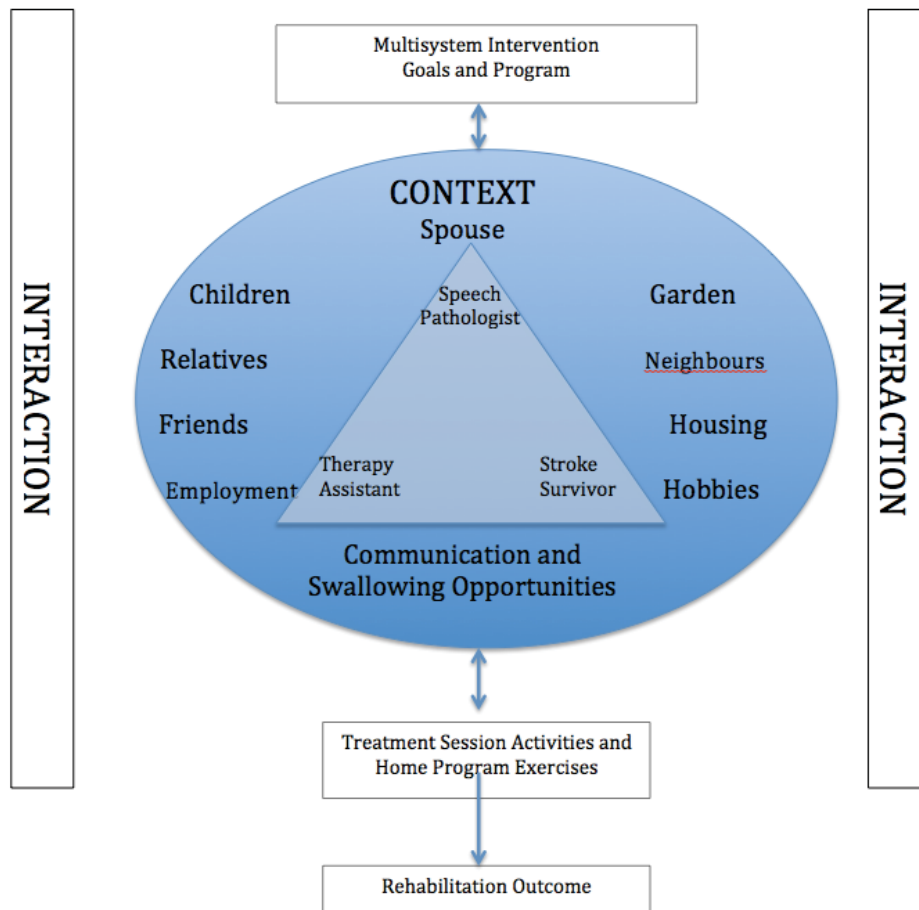 Multisystem Intervention
Goals and Program
INTERACTION
INTERACTION
CONTEXT
Spouse
Children
Relatives
Friends
Employment
Speech
Pathologist
Therapy
Assistant
Stroke
Survivor
Garden
Neighbours
Housing
Hobbies
Communication and
Swallowing Opportunities
Treatment Session Activities and
Home Program Exercises
Rehabilitation Outcome